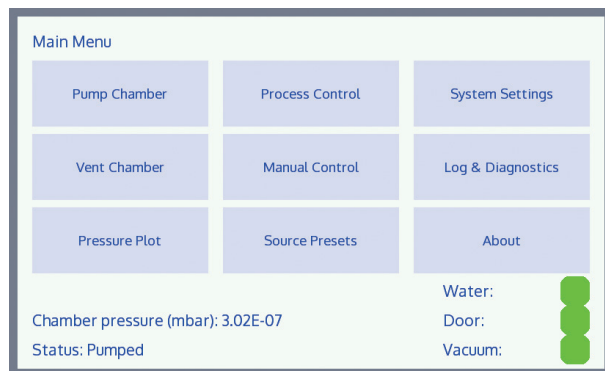 Main Menu
Pump Chamber
Process Control
System Settings
Vent Chamber
Manual Control
Log & Diagnostics
Pressure Plot
Source Presets
About
Water:
Chamber pressure (mbar): 3.02E-07
Door:
Status: Pumped
Vacuum: